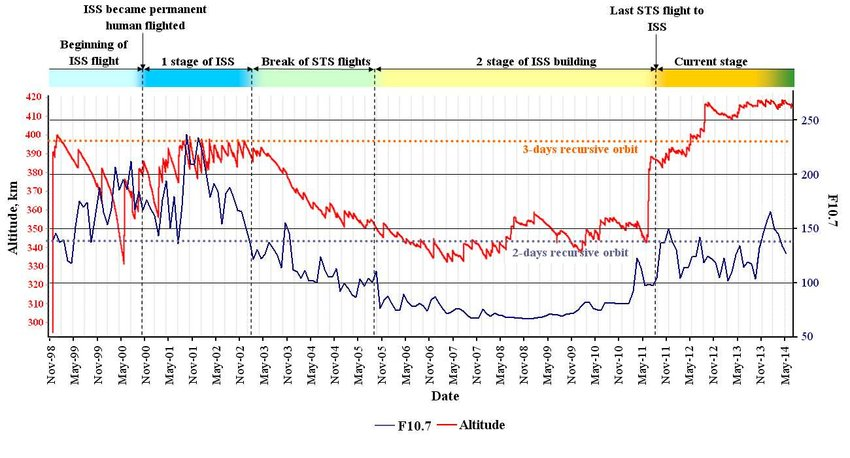 ISS became permanent
human flighted
Last STS flight to
ISS
Beginning of
ISS flight
1 stage of ISS
Break of STS flights
2 stage of ISS building
Current stage
420
410
400
390
380
370
360
350
340
330
320
310
300
Altitude, km
250
200
150
100
50
F10.7
3-days recursive orbit
2-days recursive orbit
Nov-98
May-99
Nov-99
May-00
Nov-00
May-01
Nov-01
May-02
Nov-02
May-03
Nov-03
May-04
Nov-04
May-05
Nov-05
May-06
Nov-06
May-07
Nov-07
May-08
Nov-08
May-09
Nov-09
May-10
Nov-10
May-11
Nov-11
May-12
Nov-12
May-13
Nov-13
May-14
Date
F10.7
Altitude